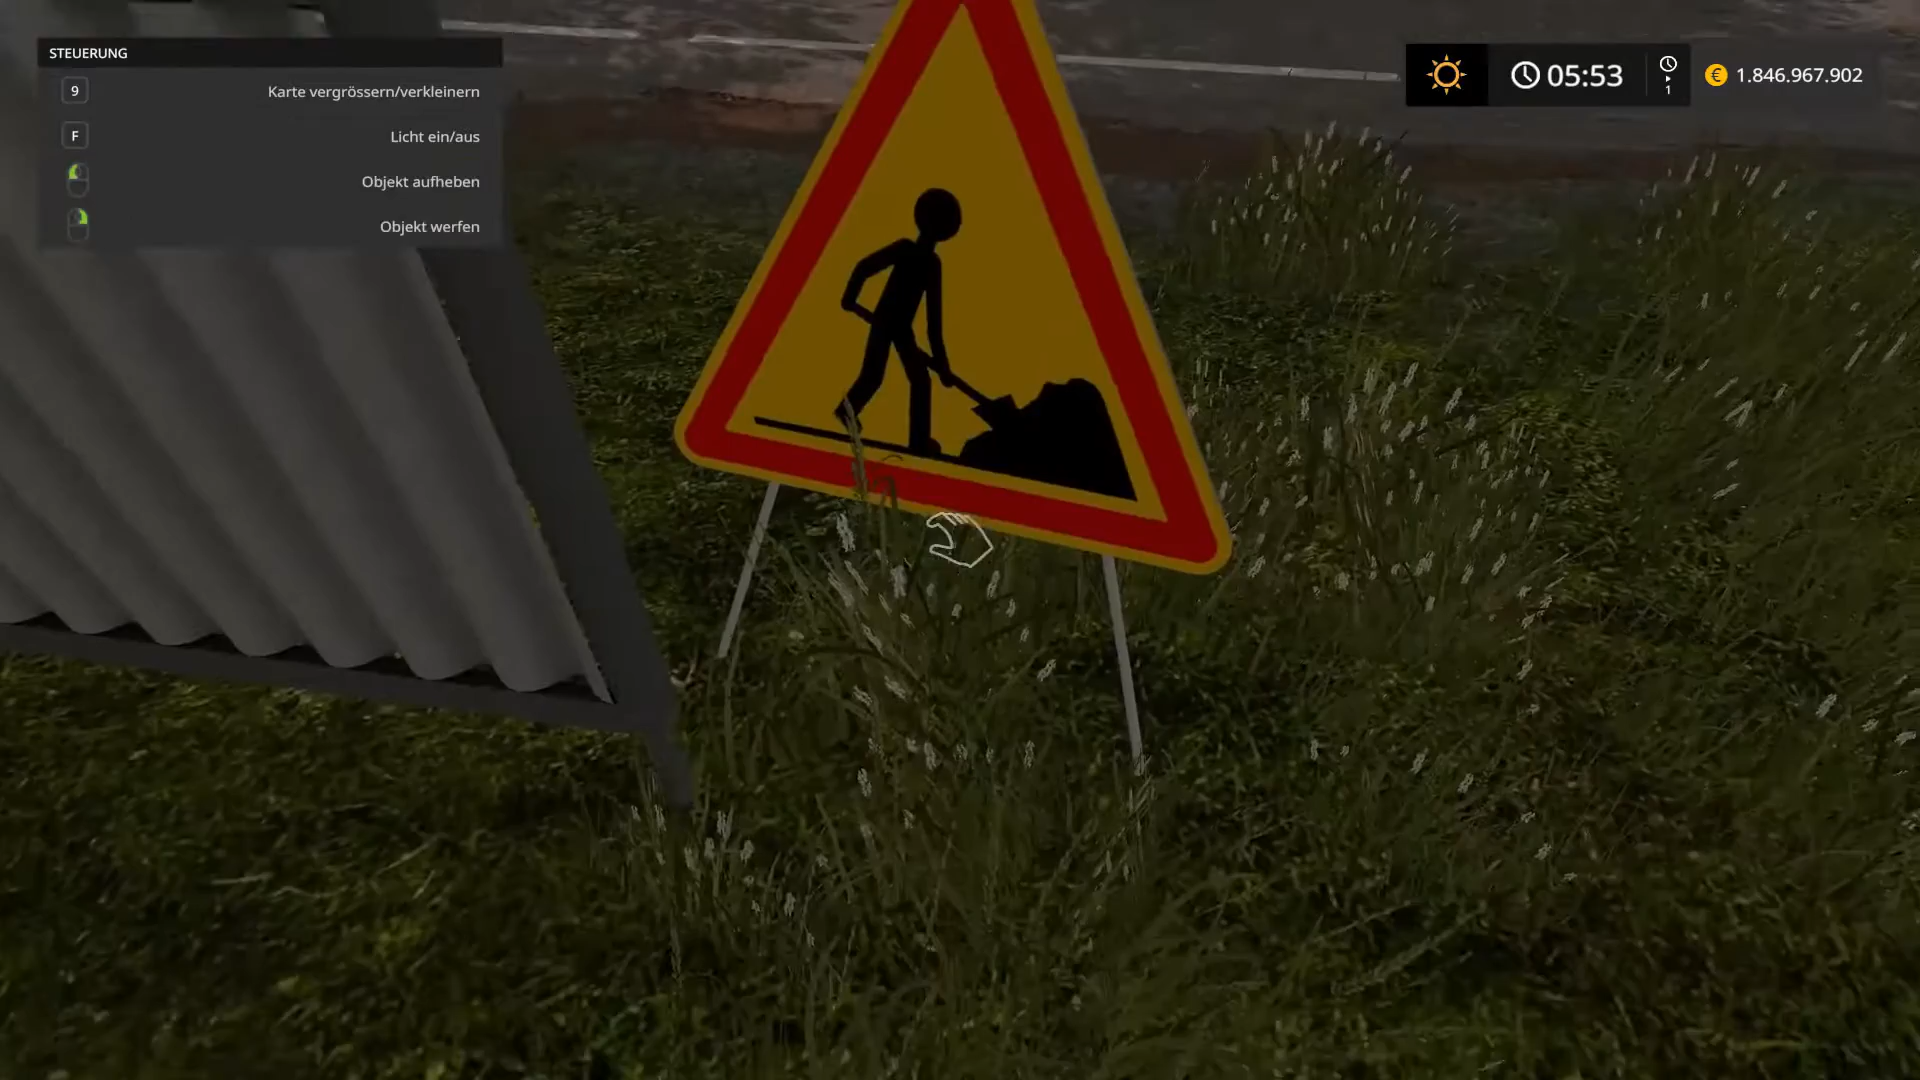 STEUERUNG
9 Karte vergrössern/verkleinern
F Licht ein/aus
Objekt aufheben
Objekt werfen
05:53
1
€ 1.846.967.902